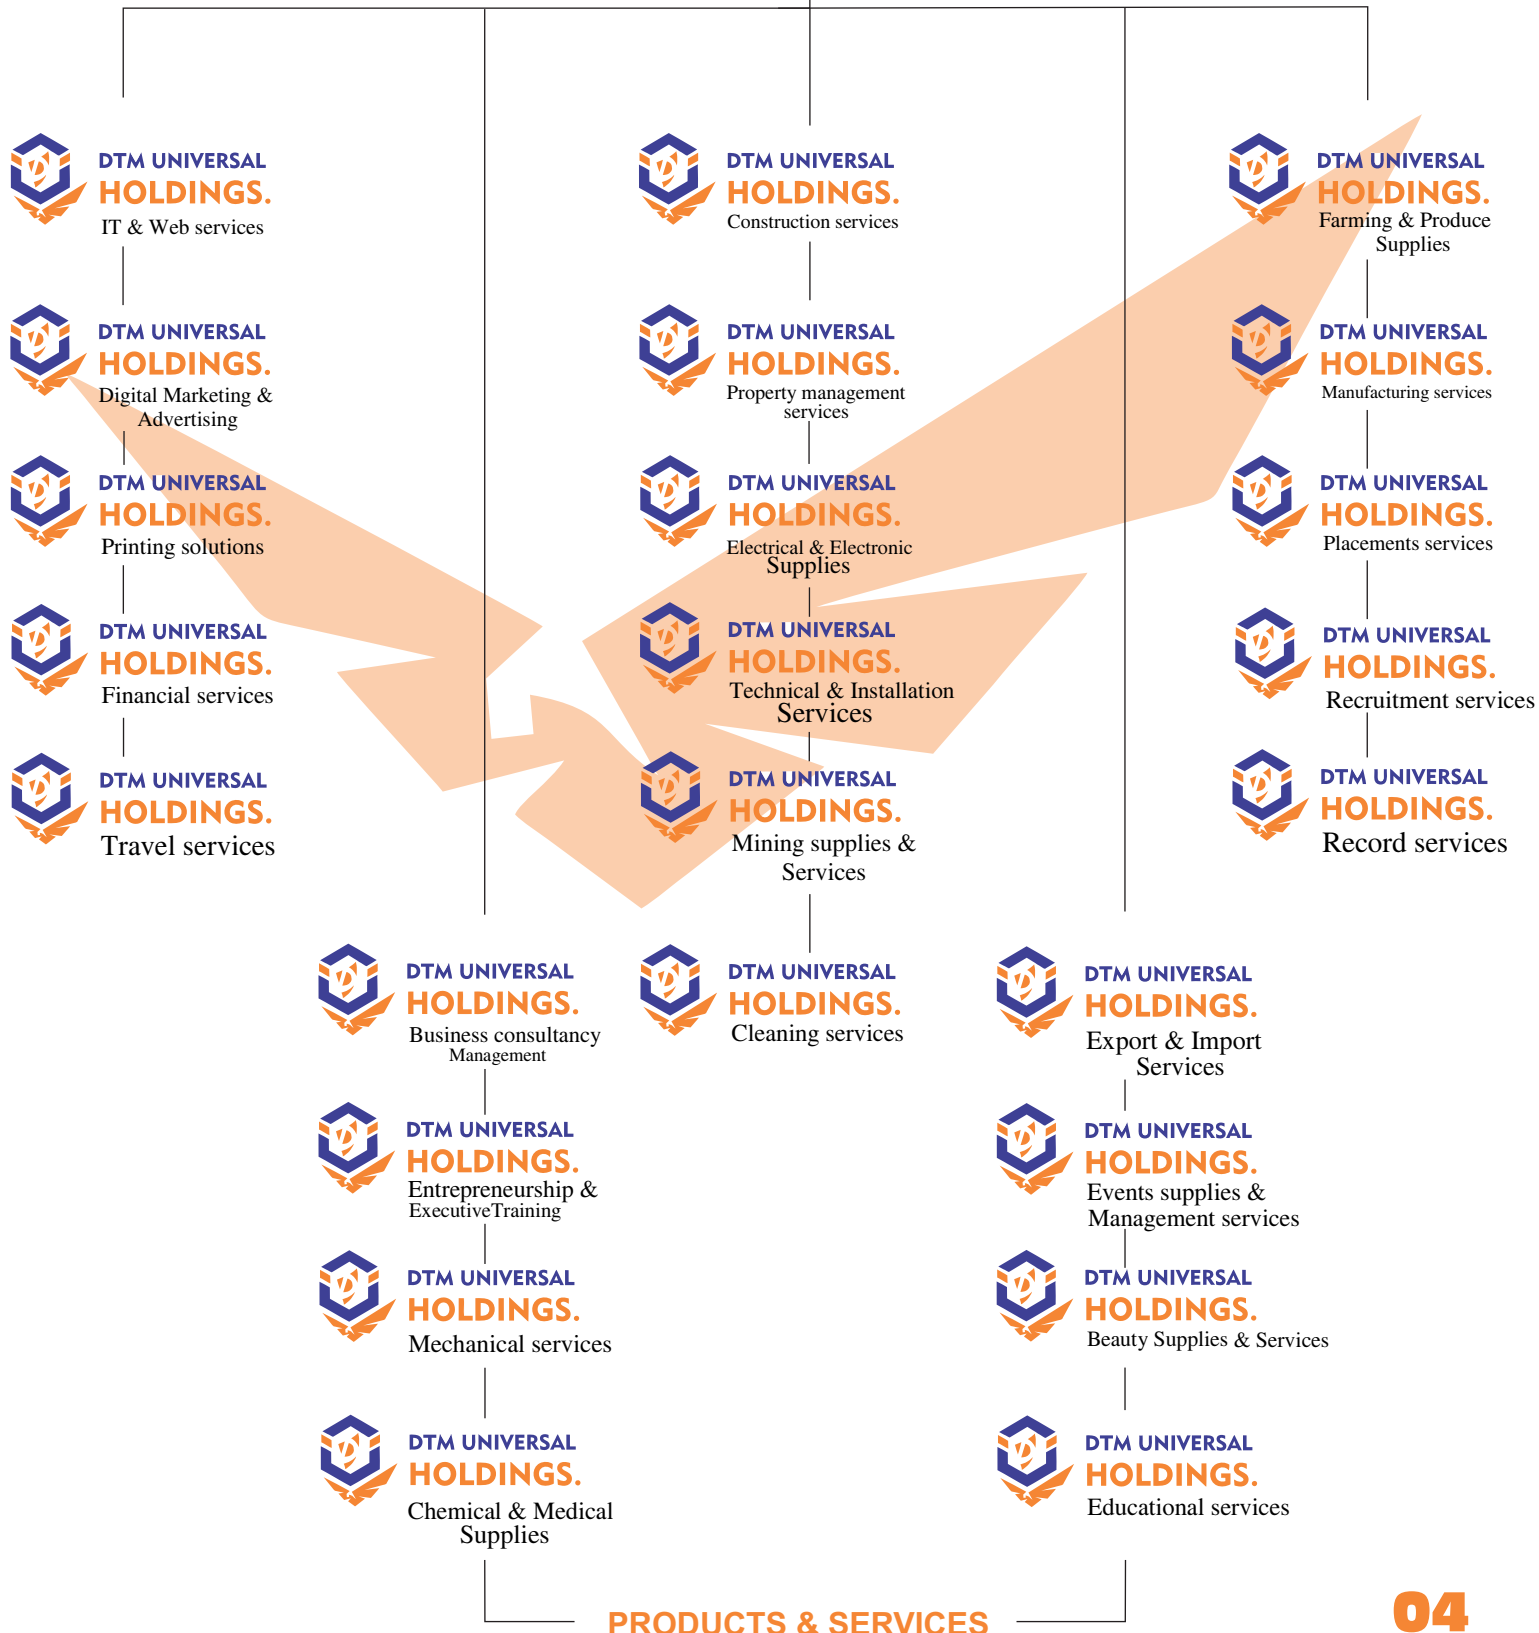 DTM UNIVERSAL
HOLDINGS.
IT & Web services
DTM UNIVERSAL
HOLDINGS.
Digital Marketing &
Advertising
DTM UNIVERSAL
HOLDINGS.
Printing solutions
DTM UNIVERSAL
HOLDINGS.
Financial services
DTM UNIVERSAL
HOLDINGS.
Travel services
DTM UNIVERSAL
HOLDINGS.
Business consultancy
Management
DTM UNIVERSAL
HOLDINGS.
Entrepreneurship &
ExecutiveTraining
DTM UNIVERSAL
HOLDINGS.
Mechanical services
DTM UNIVERSAL
HOLDINGS.
Chemical & Medical
Supplies
DTM UNIVERSAL
HOLDINGS.
Construction services
DTM UNIVERSAL
HOLDINGS.
Property management
services
DTM UNIVERSAL
HOLDINGS.
Electrical & Electronic
Supplies
DTM UNIVERSAL
HOLDINGS.
Technical & Installation
Services
DTM UNIVERSAL
HOLDINGS.
Mining supplies &
Services
DTM UNIVERSAL
HOLDINGS.
Cleaning services
DTM UNIVERSAL
HOLDINGS.
Export & Import
Services
DTM UNIVERSAL
HOLDINGS.
Events supplies &
Management services
DTM UNIVERSAL
HOLDINGS.
Beauty Supplies & Services
DTM UNIVERSAL
HOLDINGS.
Educational services
DTM UNIVERSAL
HOLDINGS.
Farming & Produce
Supplies
DTM UNIVERSAL
HOLDINGS.
Manufacturing services
DTM UNIVERSAL
HOLDINGS.
Placements services
DTM UNIVERSAL
HOLDINGS.
Recruitment services
DTM UNIVERSAL
HOLDINGS.
Record services
PRODUCTS & SERVICES
04